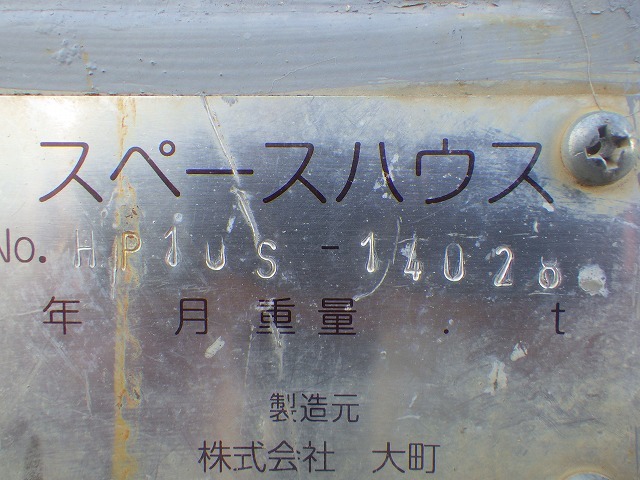 スペースハウス
No. HP1US-14026
年 月 重量 . t
製造元
株式会社 大町